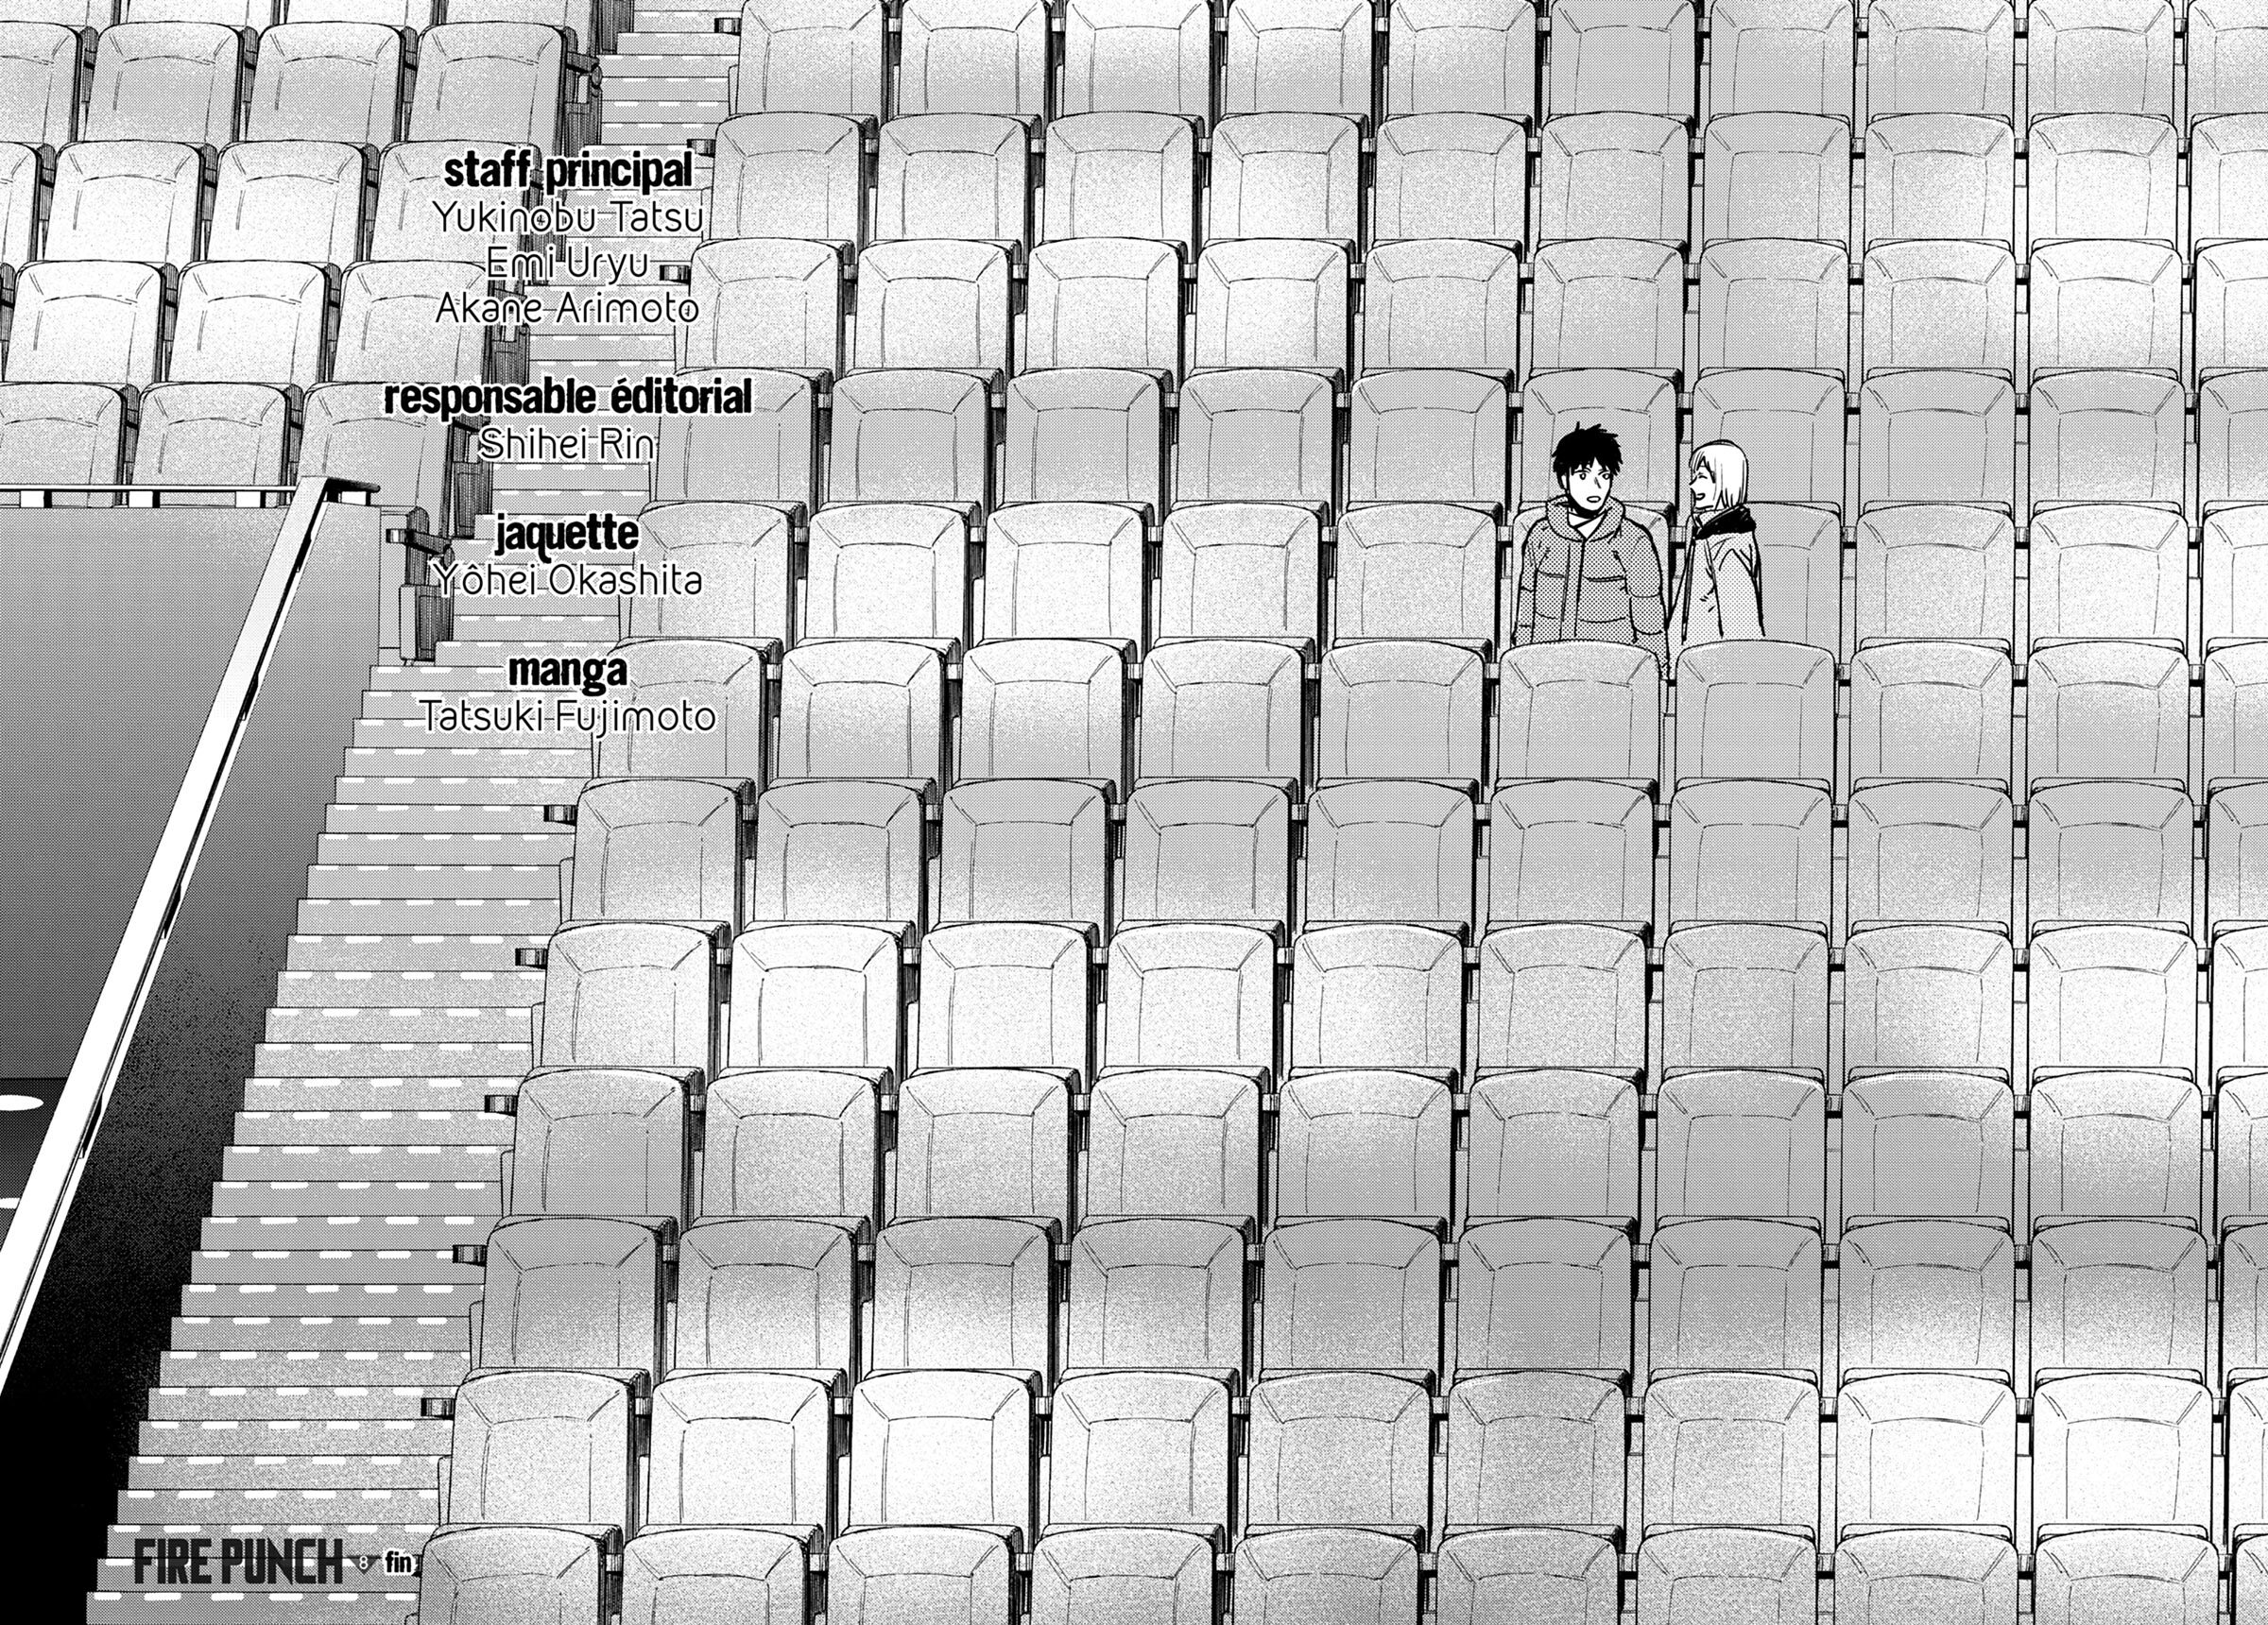 staff principal
Yukinobu Tatsu
Emi Uryu
Akane Arimoto
responsable éditorial
Shihei Rin
jaquette
Yôhei Okashita
manga
Tatsuki Fujimoto
FIRE PUNCH 8 fin